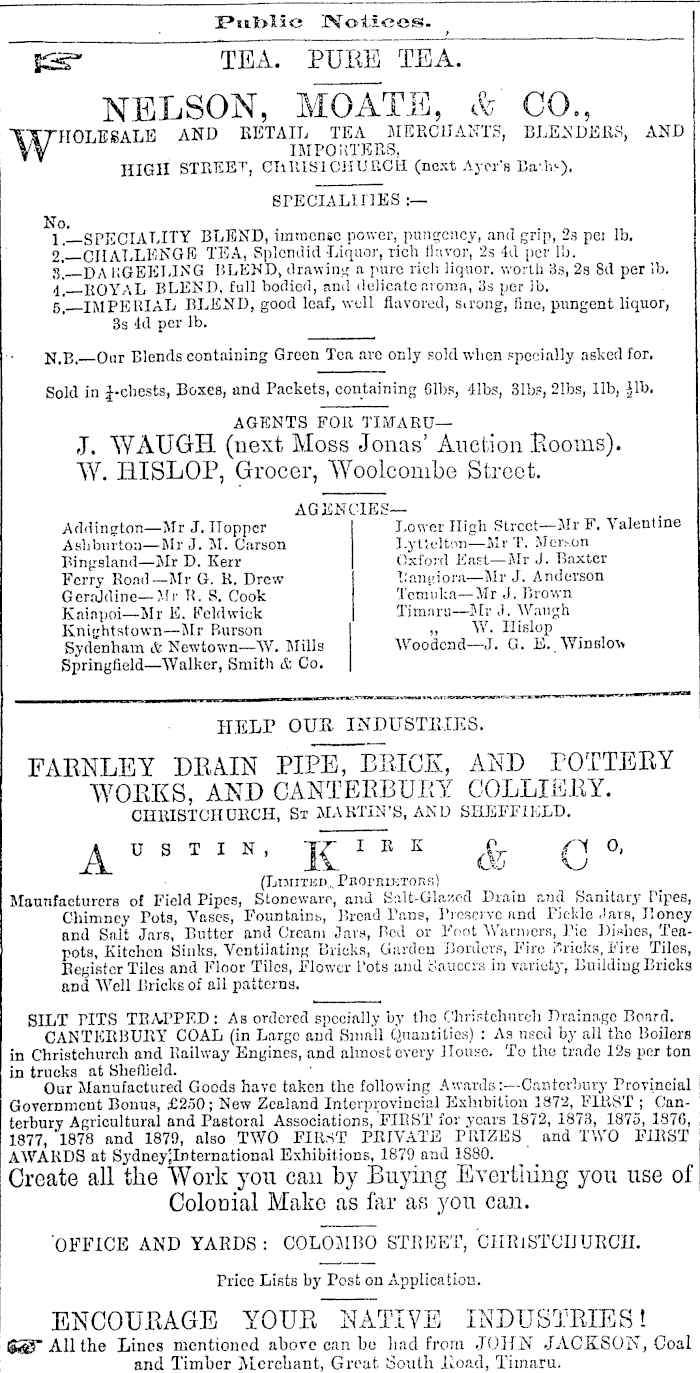 Public Notices.
TEA. PURE TEA.
NELSON, MOATE, & CO.,
WHOLESALE AND RETAIL TEA MERCHANTS, BLENDERS, AND
IMPORTERS,
HIGH STREET, CHRISTCHURCH (next Ayer's Baths).
SPECIALITIES :—
No.
1.—SPECIALITY BLEND, immense power, pungency, and grip, 2s per lb.
2.—CHALLENGE TEA, Splendid Liquor, rich flavor, 2s 4d per lb.
3.—DARGEELING BLEND, drawing a pure rich liquor, worth 3s, 2s 8d per lb.
4.—ROYAL BLEND, full bodied, and delicate aroma, 3s per lb.
5.—IMPERIAL BLEND, good leaf, well flavored, strong, fine, pungent liquor,
3s 4d per lb.
N.B.—Our Blends containing Green Tea are only sold when specially asked for.
Sold in ¼-chests, Boxes, and Packets, containing 6lbs, 4lbs, 3lbs, 2lbs, 1lb, ½lb.
AGENTS FOR TIMARU—
J. WAUGH (next Moss Jonas' Auction Rooms).
W. HISLOP, Grocer, Woolcombe Street.
AGENCIES—
Addington—Mr J. Hopper
Ashburton—Mr J. M. Carson
Bingsland—Mr D. Kerr
Ferry Road—Mr G. R. Drew
Geraldine—Mr R. S. Cook
Kaiapoi—Mr E. Feldwick
Knightstown—Mr Burson
Sydenham & Newtown—W. Mills
Springfield—Walker, Smith & Co.
Lower High Street—Mr F. Valentine
Lyttelton—Mr T. Merson
Oxford East—Mr J. Baxter
Rangiora—Mr J. Anderson
Temuka—Mr J. Brown
Timaru—Mr J. Waugh
„ W. Hislop
Woodend—J. G. E. Winslow
HELP OUR INDUSTRIES.
FARNLEY DRAIN PIPE, BRICK, AND POTTERY
WORKS, AND CANTERBURY COLLIERY.
CHRISTCHURCH, ST MARTIN'S, AND SHEFFIELD.
AUSTIN, KIRK & CO,
(LIMITED, PROPRIETORS)
Maunfacturers of Field Pipes, Stoneware, and Salt-Glazed Drain and Sanitary Pipes,
Chimney Pots, Vases, Fountains, Bread Pans, Preserve and Pickle Jars, Honey
and Salt Jars, Butter and Cream Jars, Bed or Foot Warmers, Pie Dishes, Tea-
pots, Kitchen Sinks, Ventilating Bricks, Garden Borders, Fire Bricks, Fire Tiles,
Register Tiles and Floor Tiles, Flower Pots and Saucers in variety, Building Bricks
and Well Bricks of all patterns.
SILT PITS TRAPPED : As ordered specially by the Christchurch Drainage Board.
CANTERBURY COAL (in Large and Small Quantities) : As used by all the Boilers
in Christchurch and Railway Engines, and almost every House. To the trade 12s per ton
in trucks at Sheffield.
Our Manufactured Goods have taken the following Awards:—Canterbury Provincial
Government Bonus, £250; New Zealand Interprovincial Exhibition 1872, FIRST ; Can-
terbury Agricultural and Pastoral Associations, FIRST for years 1872, 1873, 1875, 1876,
1877, 1878 and 1879, also TWO FIRST PRIVATE PRIZES and TWO FIRST
AWARDS at Sydney International Exhibitions, 1879 and 1880.
Create all the Work you can by Buying Everthing you use of
Colonial Make as far as you can.
OFFICE AND YARDS : COLOMBO STREET, CHRISTCHURCH.
Price Lists by Post on Application.
ENCOURAGE YOUR NATIVE INDUSTRIES!
All the Lines mentioned above can be had from JOHN JACKSON, Coal
and Timber Merchant, Great South Road, Timaru.